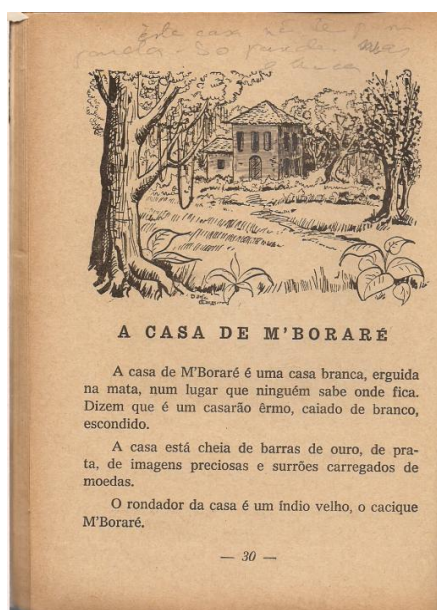 Este casa
A CASA DE M'BORARÉ
A casa de M'Boraré é uma casa branca, erguida
na mata, num lugar que ninguém sabe onde fica.
Dizem que é um casarão êrmo, caiado de branco,
escondido.
A casa está cheia de barras de ouro, de pra-
ta, de imagens preciosas e surrões carregados de
moedas.
O rondador da casa é um índio velho, o cacique
M'Boraré.
— 30 —